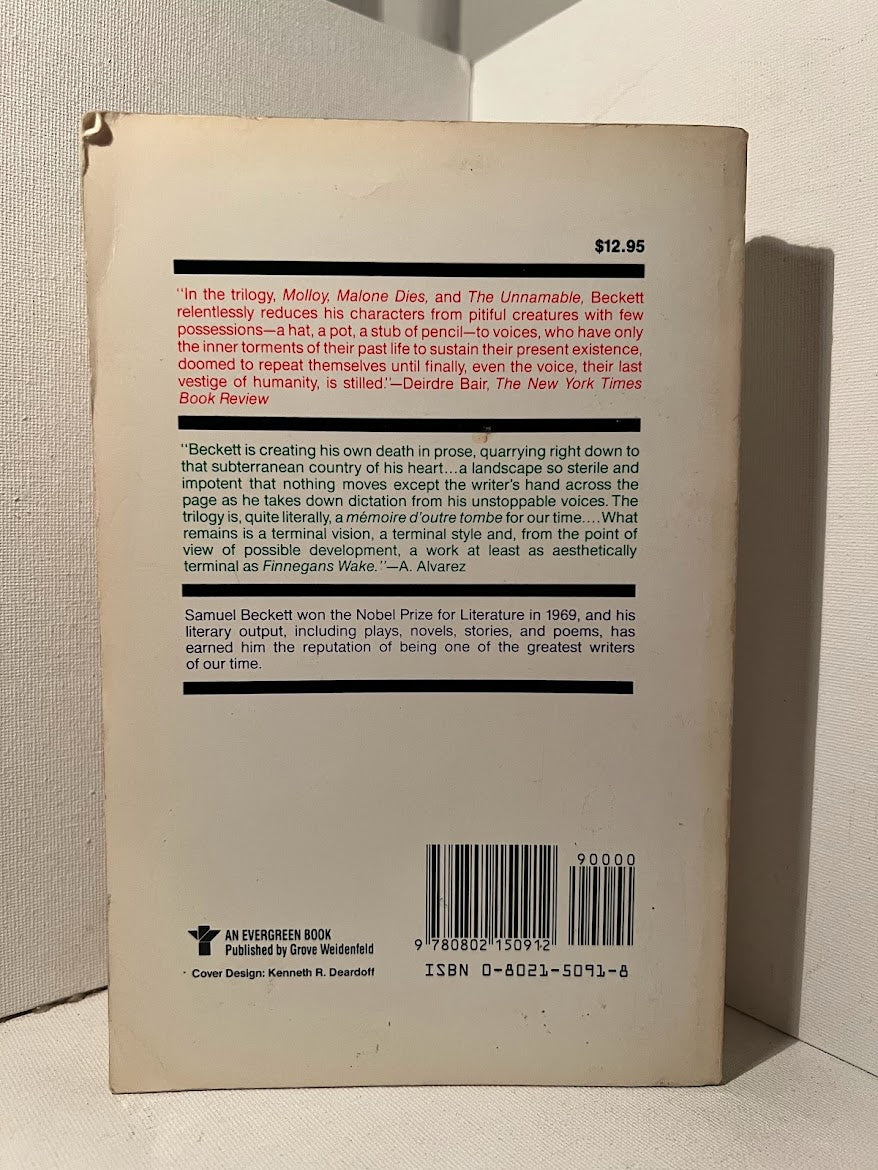 $12.95
"In the trilogy, Molloy, Malone Dies, and The Unnamable, Beckett
relentlessly reduces his characters from pitiful creatures with few
possessions—a hat, a pot, a stub of pencil—to voices, who have only
the inner torments of their past life to sustain their present existence,
doomed to repeat themselves until finally, even the voice, their last
vestige of humanity, is stilled."—Deirdre Bair, The New York Times
Book Review
"Beckett is creating his own death in prose, quarrying right down to
that subterranean country of his heart...a landscape so sterile and
impotent that nothing moves except the writer's hand across the
page as he takes down dictation from his unstoppable voices. The
trilogy is, quite literally, a mémoire d'outre tombe for our time....What
remains is a terminal vision, a terminal style and, from the point of
view of possible development, a work at least as aesthetically
terminal as Finnegans Wake."—A. Alvarez
Samuel Beckett won the Nobel Prize for Literature in 1969, and his
literary output, including plays, novels, stories, and poems, has
earned him the reputation of being one of the greatest writers
of our time.
90000
9 780802 150912
ISBN 0-8021-5091-8
AN EVERGREEN BOOK
Published by Grove Weidenfeld
Cover Design: Kenneth R. Deardoff